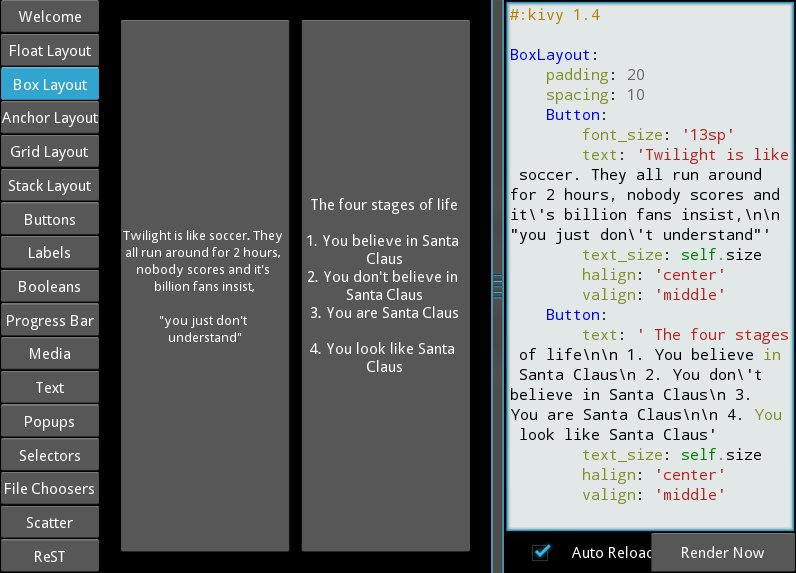 Welcome
Float Layout
Box Layout
Anchor Layout
Grid Layout
Stack Layout
Buttons
Labels
Booleans
Progress Bar
Media
Text
Popups
Selectors
File Choosers
Scatter
ReST
Twilight is like soccer. They
all run around for 2 hours,
nobody scores and it's
billion fans insist,
"you just don't
understand"
The four stages of life
1. You believe in Santa
Claus
2. You don't believe in
Santa Claus
3. You are Santa Claus
4. You look like Santa
Claus
#:kivy 1.4
BoxLayout:
padding: 20
spacing: 10
Button:
font_size: '13sp'
text: 'Twilight is like
soccer. They all run around
for 2 hours, nobody scores and
it\'s billion fans insist,\n\n
"you just don\'t understand"'
text_size: self.size
halign: 'center'
valign: 'middle'
Button:
text: ' The four stages
of life\n\n 1. You believe in
Santa Claus\n 2. You don\'t
believe in Santa Claus\n 3.
You are Santa Claus\n\n 4. You
look like Santa Claus'
text_size: self.size
halign: 'center'
valign: 'middle'
Auto Reload
Render Now